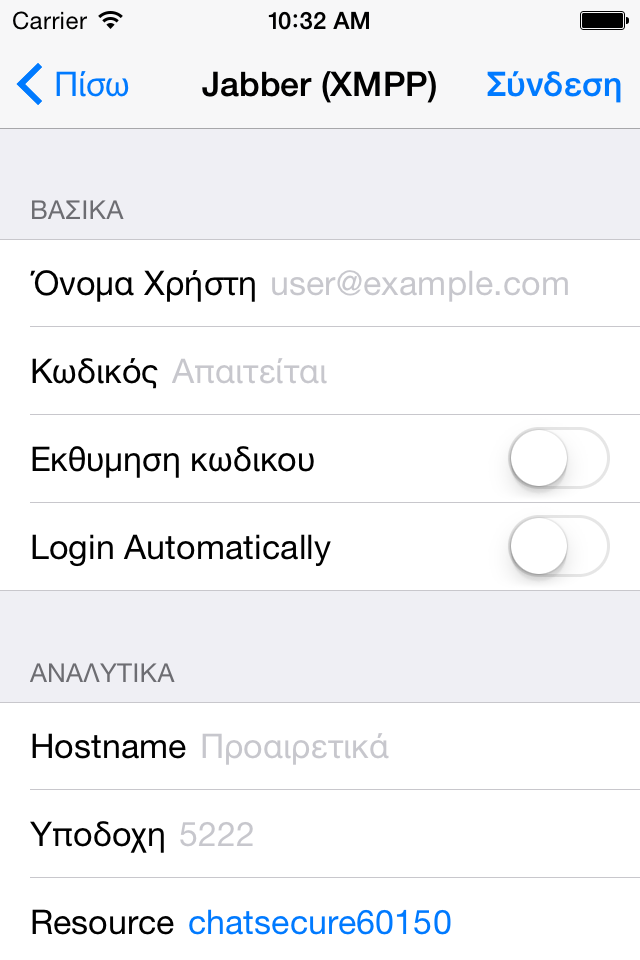 Carrier 10:32 AM
Πίσω Jabber (XMPP) Σύνδεση
ΒΑΣΙΚΑ
Όνομα Χρήστη user@example.com
Κωδικός Απαιτείται
Εκθυμηση κωδικου
Login Automatically
ΑΝΑΛΥΤΙΚΑ
Hostname Προαιρετικά
Υποδοχη 5222
Resource chatsecure60150